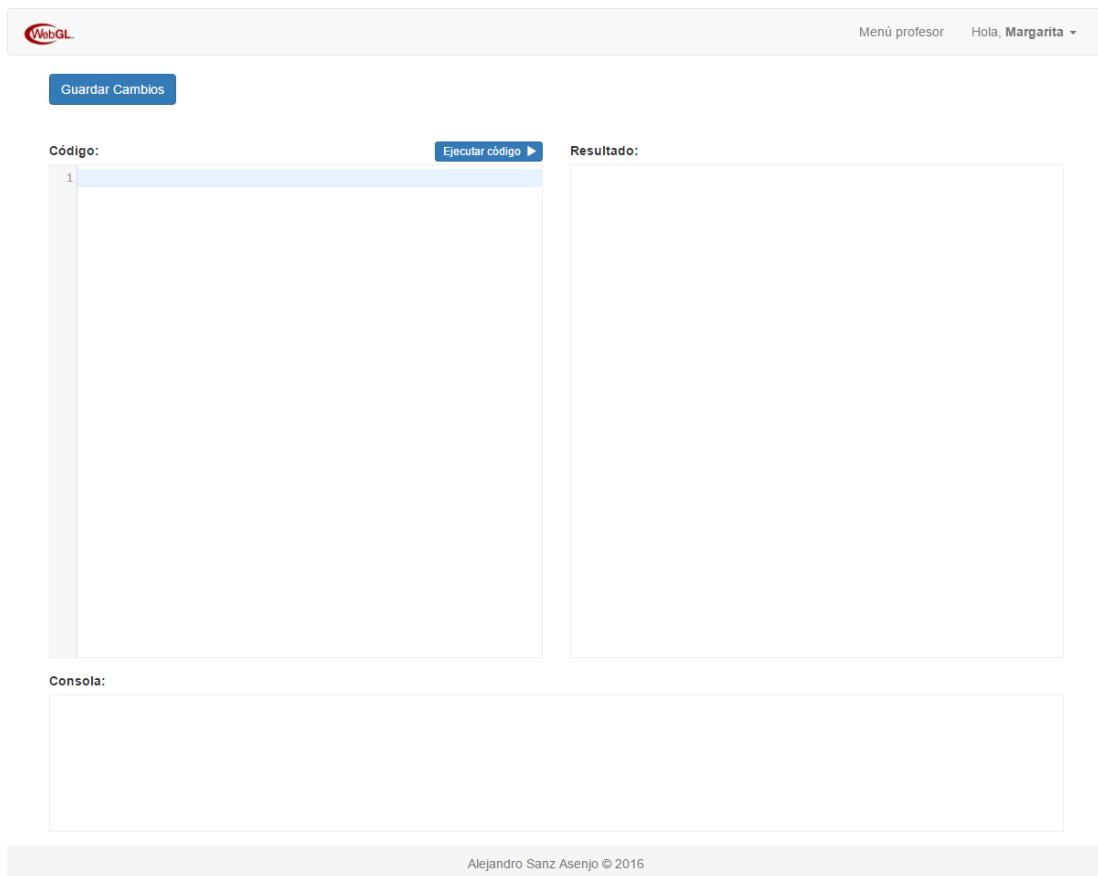 WebGL. Menú profesor Hola, Margarita
Guardar Cambios
Código: Ejecutar código Resultado:
1
Consola:
Alejandro Sanz Asenjo © 2016